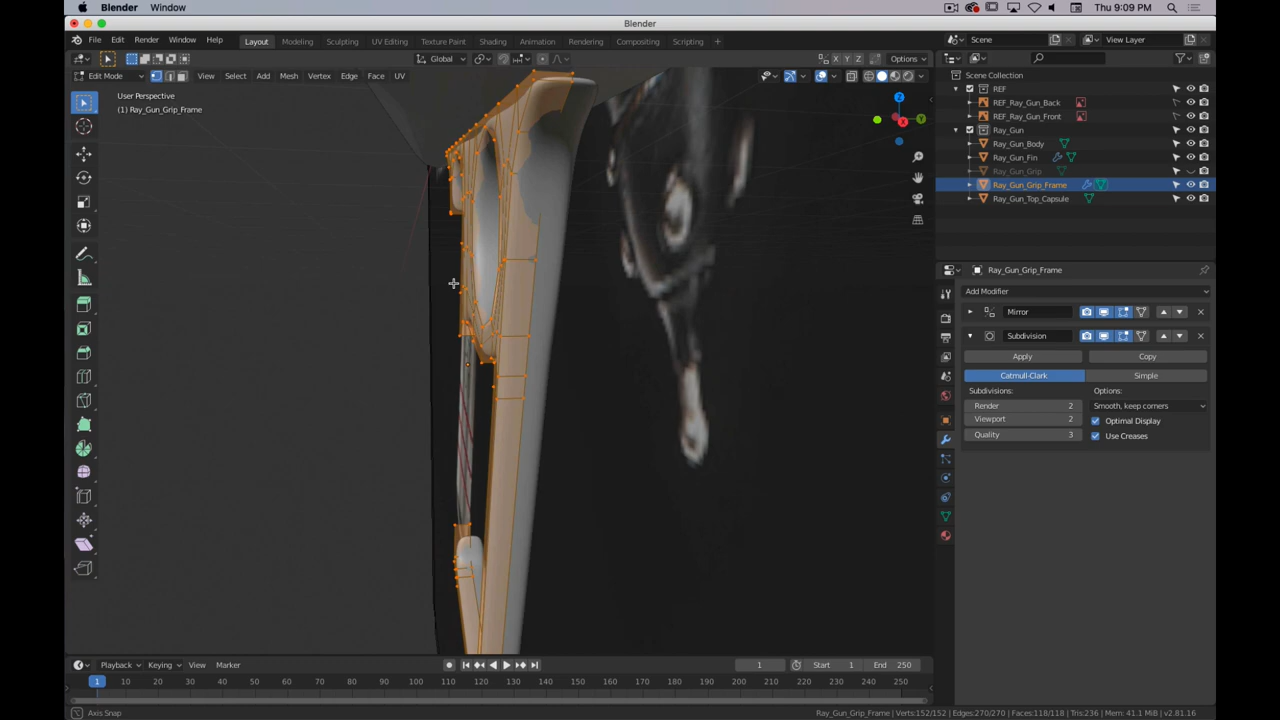 Blender Window Thu 9:09 PM
Blender
File Edit Render Window Help Layout Modeling Sculpting UV Editing Texture Paint Shading Animation Rendering Compositing Scripting + Scene View Layer
Global Options
Edit Mode View Select Add Mesh Vertex Edge Face UV X Y Z
User Perspective
(1) Ray_Gun_Grip_Frame
Z
Y
X
Scene Collection
REF
REF_Ray_Gun_Back
REF_Ray_Gun_Front
Ray_Gun
Ray_Gun_Body
Ray_Gun_Fin
Ray_Gun_Grip
Ray_Gun_Grip_Frame
Ray_Gun_Top_Capsule
Ray_Gun_Grip_Frame
Add Modifier
Mirror
Subdivision
Apply Copy
Catmull-Clark Simple
Subdivisions: Options:
Render 2 Smooth, keep corners
Viewport 2 Optimal Display
Quality 3 Use Creases
Playback Keying View Marker 1 Start 1 End 250
1 10 20 30 40 50 60 70 80 90 100 110 120 130 140 150 160 170 180 190 200 210 220 230 240 250
Axis Snap Ray_Gun_Grip_Frame | Verts:152/152 | Edges:270/270 | Faces:118/118 | Tris:236 | Mem: 41.1 MiB | v2.81.16